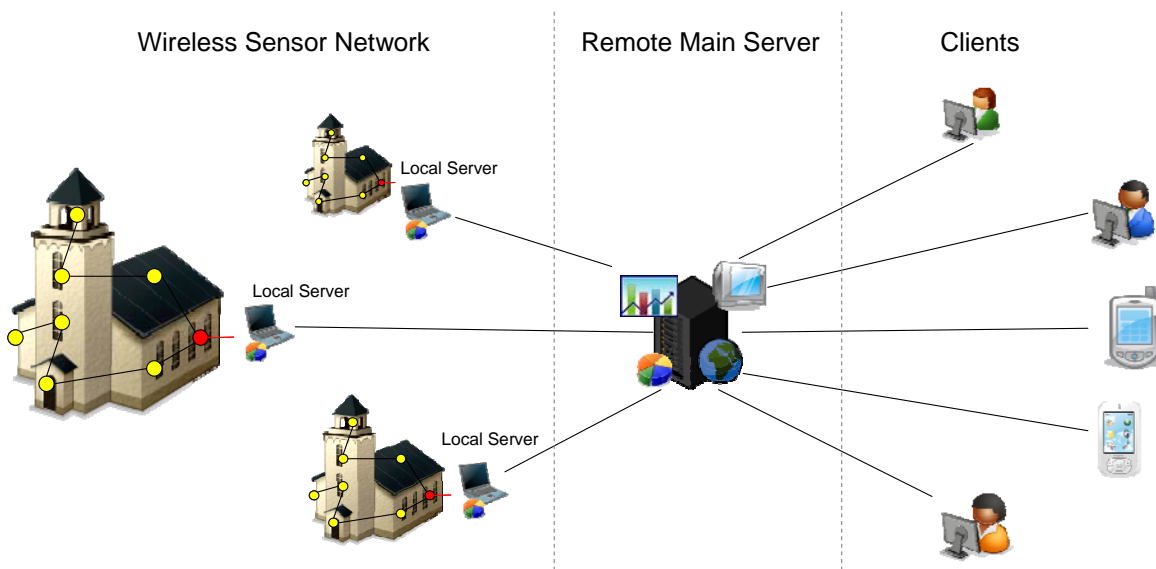 Wireless Sensor Network
Remote Main Server
Clients
Local Server
Local Server
Local Server